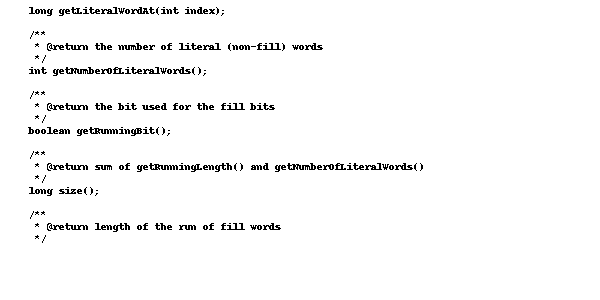 long getLiteralWordAt(int index);

/**
 * @return the number of literal (non-fill) words
 */
int getNumberOfLiteralWords();

/**
 * @return the bit used for the fill bits
 */
boolean getRunningBit();

/**
 * @return sum of getRunningLength() and getNumberOfLiteralWords()
 */
long size();

/**
 * @return length of the run of fill words
 */